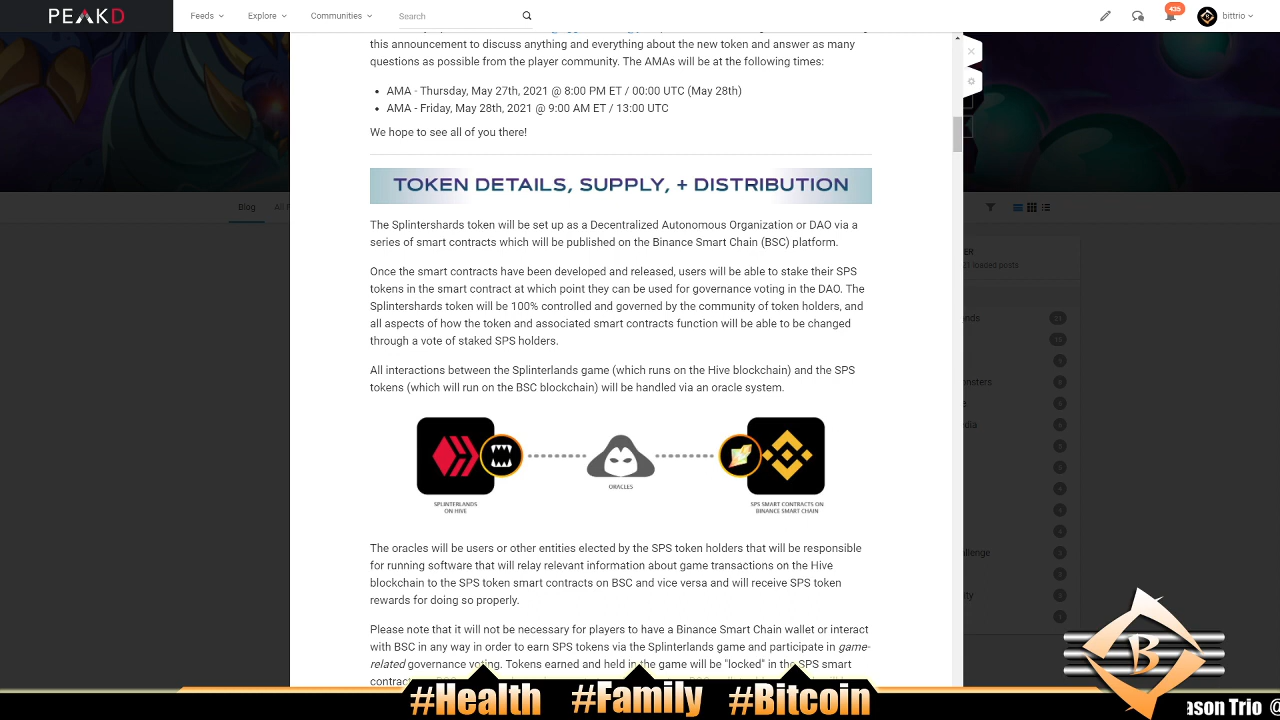 PEAKD Feeds Explore Communities Search 435 bittrio
this announcement to discuss anything and everything about the new token and answer as many
questions as possible from the player community. The AMAs will be at the following times:
AMA - Thursday, May 27th, 2021 @ 8:00 PM ET / 00:00 UTC (May 28th)
AMA - Friday, May 28th, 2021 @ 9:00 AM ET / 13:00 UTC
We hope to see all of you there!
TOKEN DETAILS, SUPPLY, + DISTRIBUTION
Blog All
The Splintershards token will be set up as a Decentralized Autonomous Organization or DAO via a
series of smart contracts which will be published on the Binance Smart Chain (BSC) platform.
loaded posts
Once the smart contracts have been developed and released, users will be able to stake their SPS
tokens in the smart contract at which point they can be used for governance voting in the DAO. The
Splintershards token will be 100% controlled and governed by the community of token holders, and
all aspects of how the token and associated smart contracts function will be able to be changed
through a vote of staked SPS holders.
All interactions between the Splinterlands game (which runs on the Hive blockchain) and the SPS
tokens (which will run on the BSC blockchain) will be handled via an oracle system.
ORACLES
SPLINTERLANDS
ON HIVE
SPS SMART CONTRACTS ON
BINANCE SMART CHAIN
The oracles will be users or other entities elected by the SPS token holders that will be responsible
for running software that will relay relevant information about game transactions on the Hive
blockchain to the SPS token smart contracts on BSC and vice versa and will receive SPS token
rewards for doing so properly.
Please note that it will not be necessary for players to have a Binance Smart Chain wallet or interact
with BSC in any way in order to earn SPS tokens via the Splinterlands game and participate in game-
related governance voting. Tokens earned and held in the game will be "locked" in the SPS smart
#Health #Family #Bitcoin
B
ason Trio @